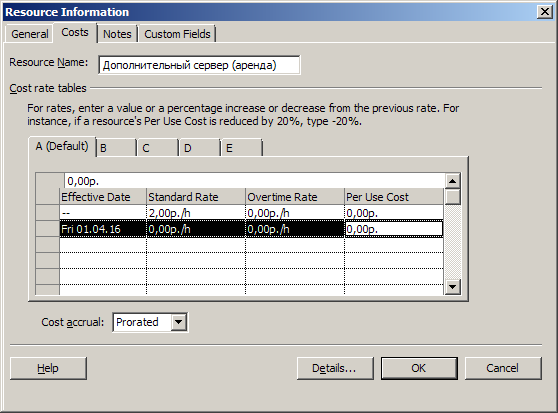 Resource Information
General Costs Notes Custom Fields
Resource Name: Дополнительный сервер (аренда)
Cost rate tables
For rates, enter a value or a percentage increase or decrease from the previous rate. For
instance, if a resource's Per Use Cost is reduced by 20%, type -20%.
A (Default) B C D E
0,00р.
Effective Date Standard Rate Overtime Rate Per Use Cost
-- 2,00р./h 0,00р./h 0,00р.
Fri 01.04.16 0,00р./h 0,00р./h 0,00р.
Cost accrual: Prorated
Help Details... OK Cancel